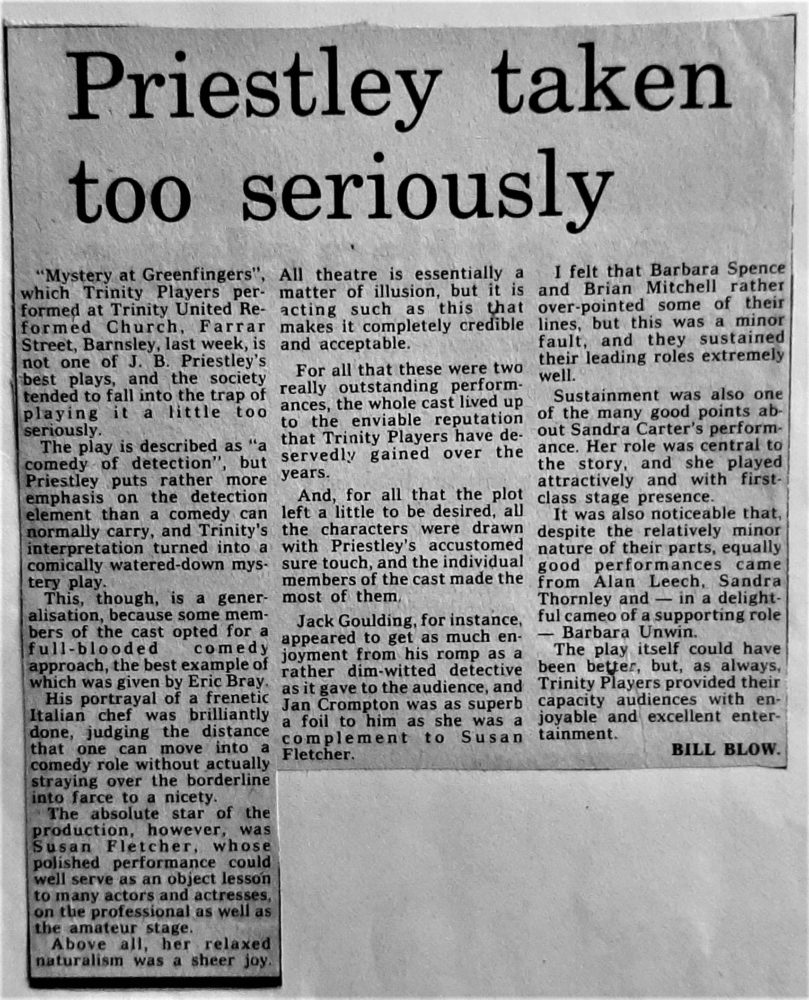 Priestley taken
too seriously
"Mystery at Greenfingers",
which Trinity Players per-
formed at Trinity United Re-
formed Church, Farrar
Street, Barnsley, last week, is
not one of J. B. Priestley's
best plays, and the society
tended to fall into the trap of
playing it a little too
seriously.
The play is described as "a
comedy of detection", but
Priestley puts rather more
emphasis on the detection
element than a comedy can
normally carry, and Trinity's
interpretation turned into a
comically watered-down mys-
tery play.
This, though, is a gener-
alisation, because some mem-
bers of the cast opted for a
full-blooded comedy
approach, the best example of
which was given by Eric Bray.
His portrayal of a frenetic
Italian chef was brilliantly
done, judging the distance
that one can move into a
comedy role without actually
straying over the borderline
into farce to a nicety.
The absolute star of the
production, however, was
Susan Fletcher, whose
polished performance could
well serve as an object lesson
to many actors and actresses,
on the professional as well as
the amateur stage.
Above all, her relaxed
naturalism was a sheer joy.
All theatre is essentially a
matter of illusion, but it is
acting such as this that
makes it completely credible
and acceptable.
For all that these were two
really outstanding perform-
ances, the whole cast lived up
to the enviable reputation
that Trinity Players have de-
servedly gained over the
years.
And, for all that the plot
left a little to be desired, all
the characters were drawn
with Priestley's accustomed
sure touch, and the individual
members of the cast made the
most of them.
Jack Goulding, for instance,
appeared to get as much en-
joyment from his romp as a
rather dim-witted detective
as it gave to the audience, and
Jan Crompton was as superb
a foil to him as she was a
complement to Susan
Fletcher.
I felt that Barbara Spence
and Brian Mitchell rather
over-pointed some of their
lines, but this was a minor
fault, and they sustained
their leading roles extremely
well.
Sustainment was also one
of the many good points ab-
out Sandra Carter's perform-
ance. Her role was central to
the story, and she played
attractively and with first-
class stage presence.
It was also noticeable that,
despite the relatively minor
nature of their parts, equally
good performances came
from Alan Leech, Sandra
Thornley and — in a delight-
ful cameo of a supporting role
— Barbara Unwin.
The play itself could have
been better, but, as always,
Trinity Players provided their
capacity audiences with en-
joyable and excellent enter-
tainment.
BILL BLOW.